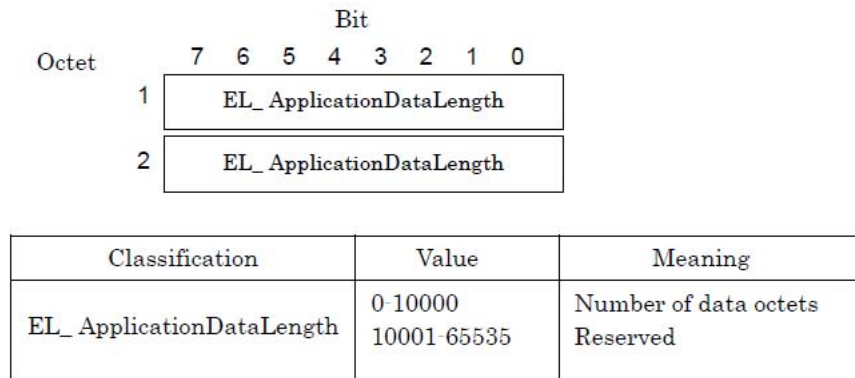 Bit
Octet 7 6 5 4 3 2 1 0
1 EL_ ApplicationDataLength
2 EL_ ApplicationDataLength
Classification Value Meaning
EL_ ApplicationDataLength
0-10000 Number of data octets
10001-65535 Reserved